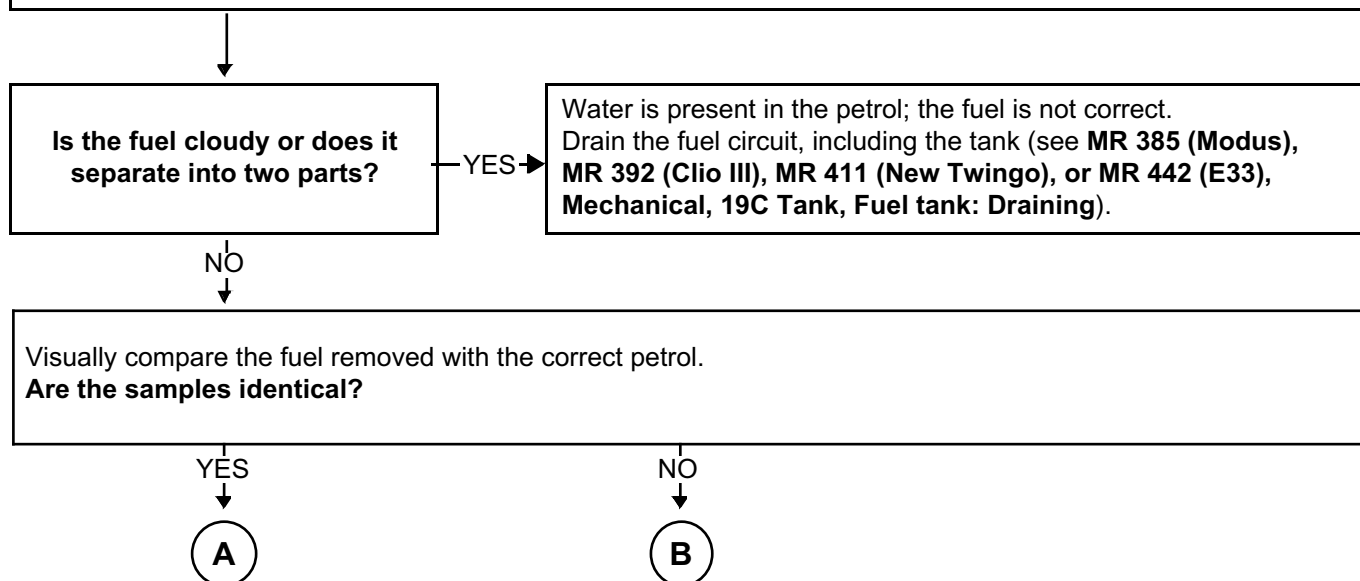 Is the fuel cloudy or does it
separate into two parts?
YES
Water is present in the petrol; the fuel is not correct.
Drain the fuel circuit, including the tank (see MR 385 (Modus),
MR 392 (Clio III), MR 411 (New Twingo), or MR 442 (E33),
Mechanical, 19C Tank, Fuel tank: Draining).
NO
Visually compare the fuel removed with the correct petrol.
Are the samples identical?
YES
NO
A
B